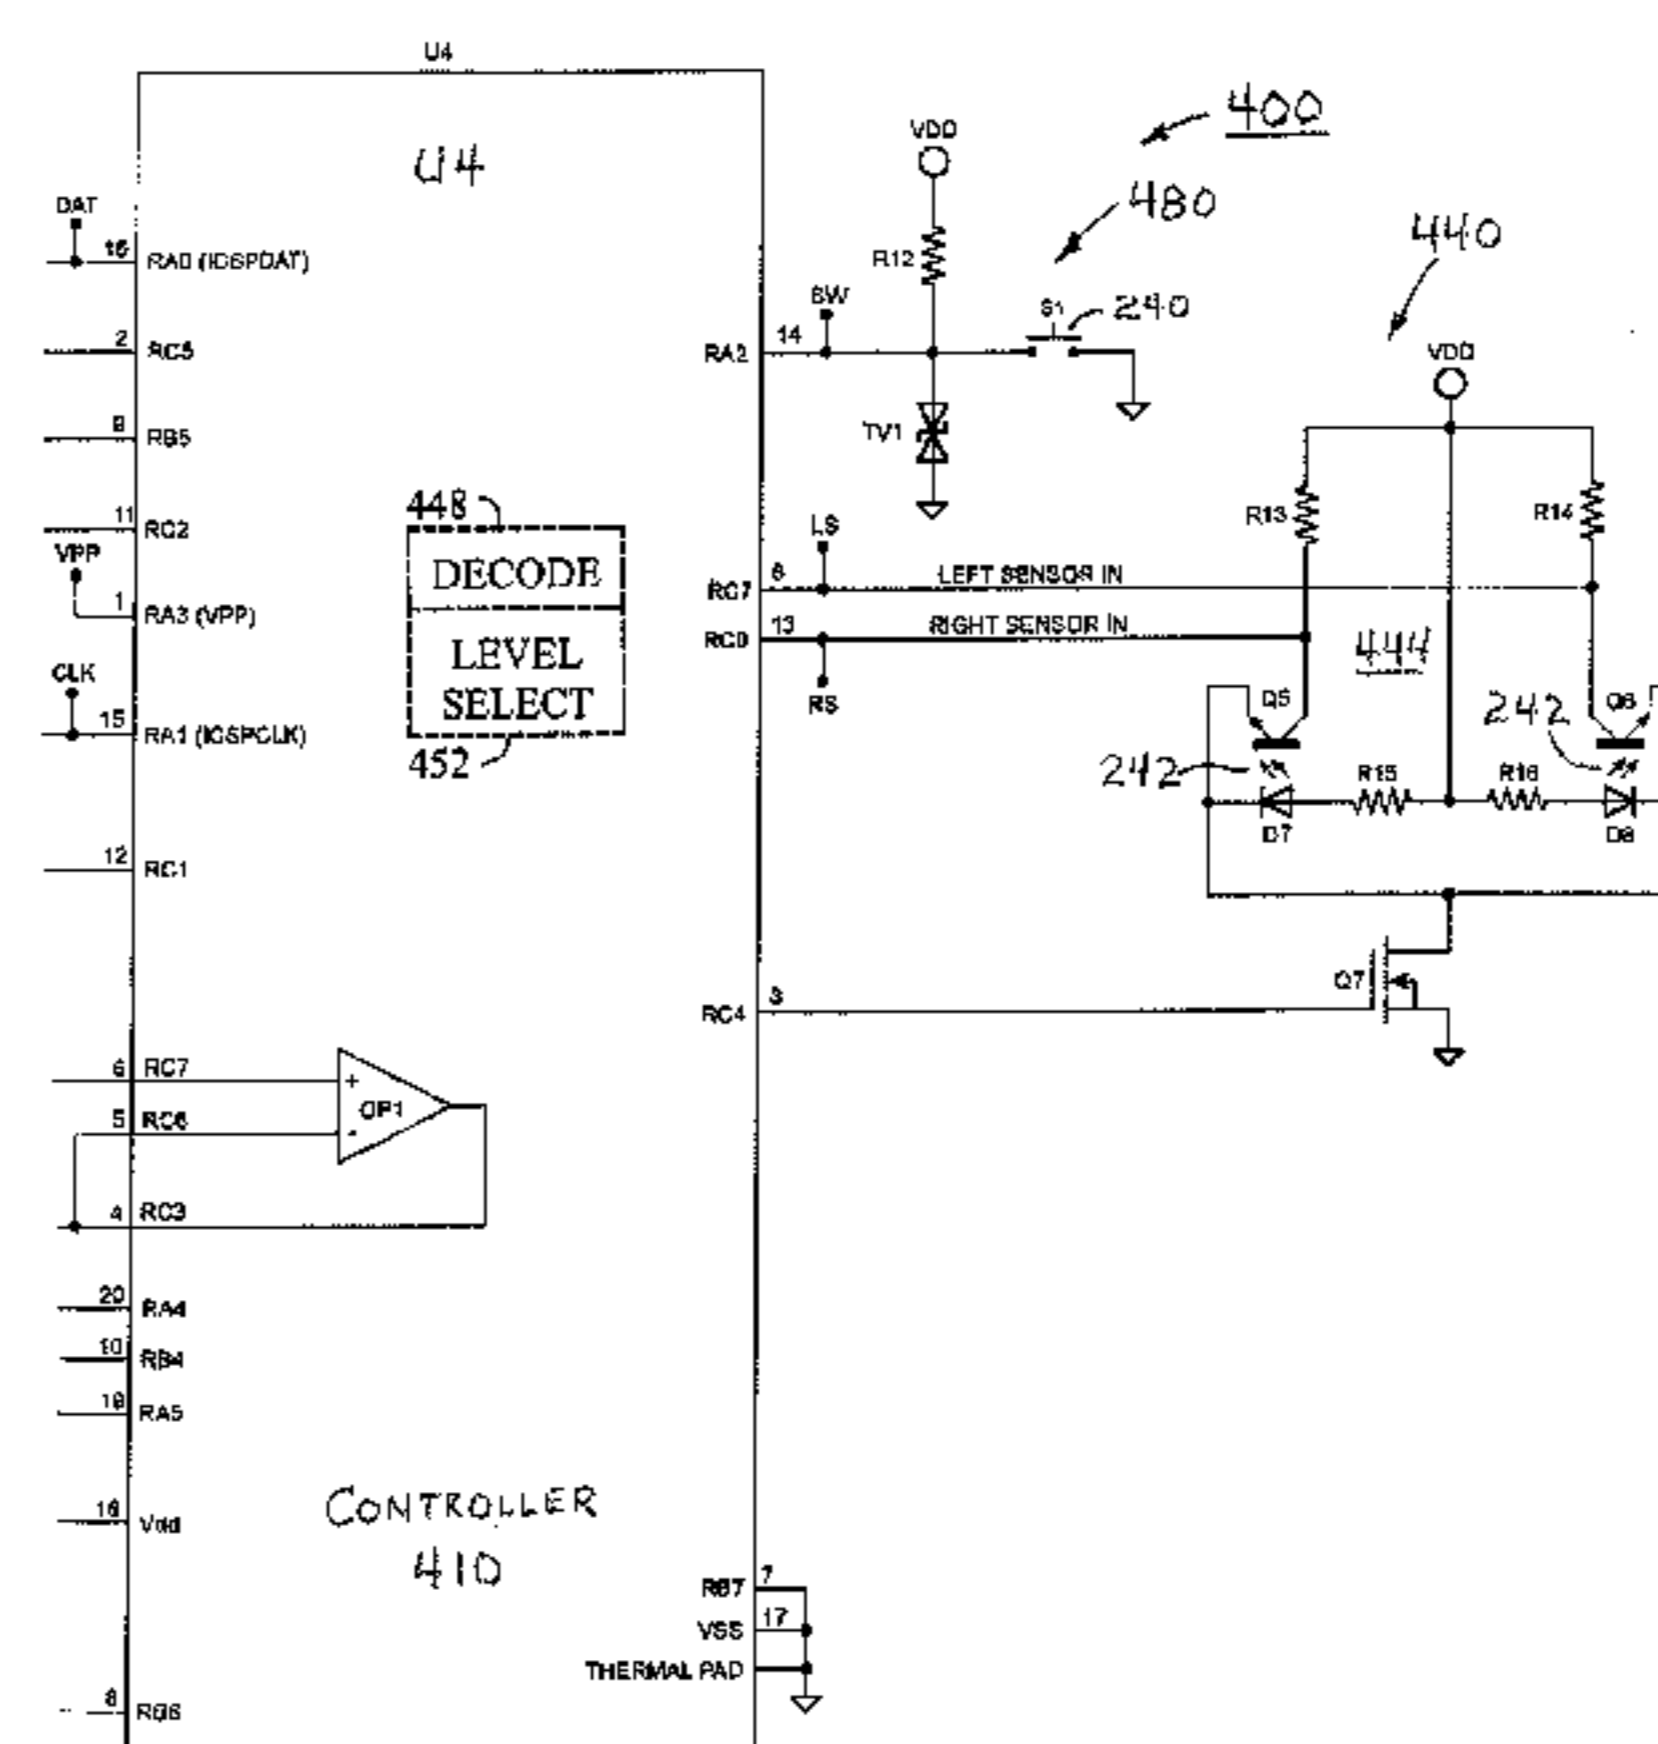 U4
U4
400
VDD
480
440
DAT
16 RA0 (ICSPDAT)
R12
SW
S1 240
2 RC5
RA2 14
VDD
TV1
9 RB5
448
R13
R14
11 RC2
LS
VPP
DECODE
RC7 6 LEFT SENSOR IN
1 RA3 (VPP)
RC0 13 RIGHT SENSOR IN
LEVEL
444
CLK
SELECT
RS
Q5
242
Q6
15 RA1 (ICSPCLK)
452
242
R15
R16
D7
D8
12 RC1
Q7
RC4 3
6 RC7
+
OP1
5 RC6
-
4 RC3
20 RA4
10 RB4
19 RA5
CONTROLLER
18 Vdd
410
RB7 7
VSS 17
THERMAL PAD
8 RB6